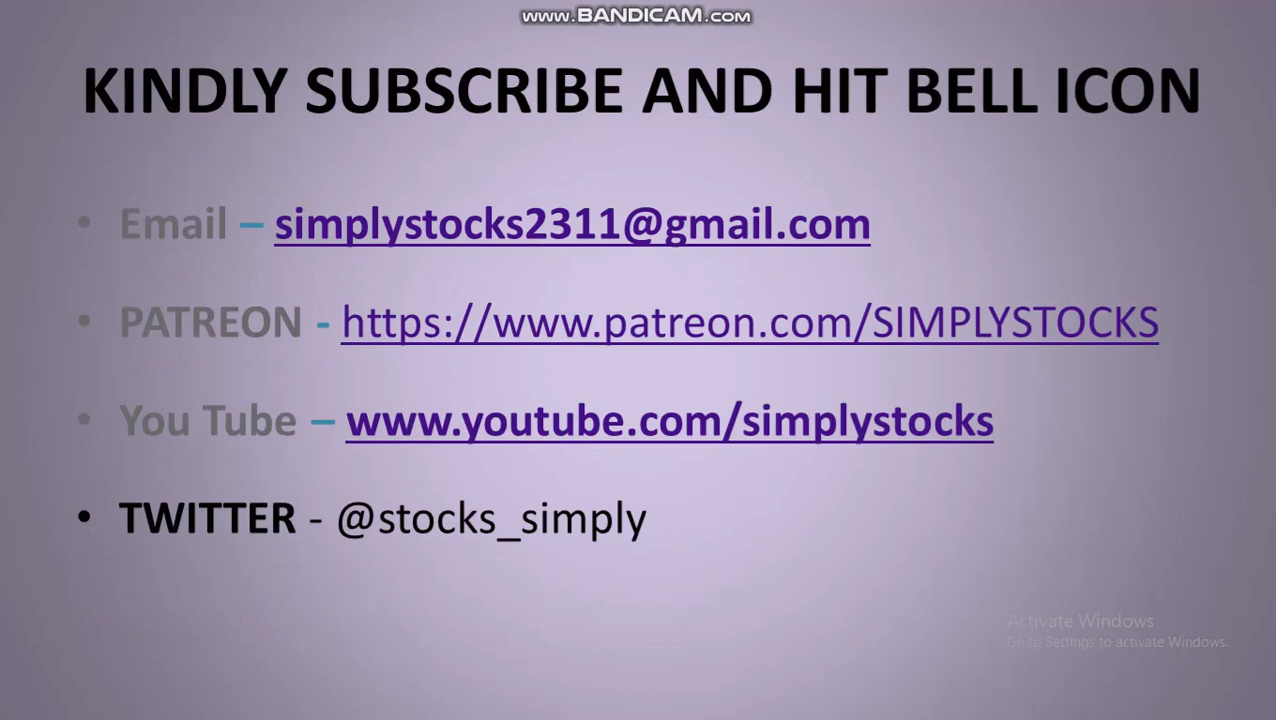 www.BANDICAM.com
KINDLY SUBSCRIBE AND HIT BELL ICON
• Email – simplystocks2311@gmail.com
• PATREON - https://www.patreon.com/SIMPLYSTOCKS
• You Tube – www.youtube.com/simplystocks
• TWITTER - @stocks_simply
Activate Windows
Go to Settings to activate Windows.